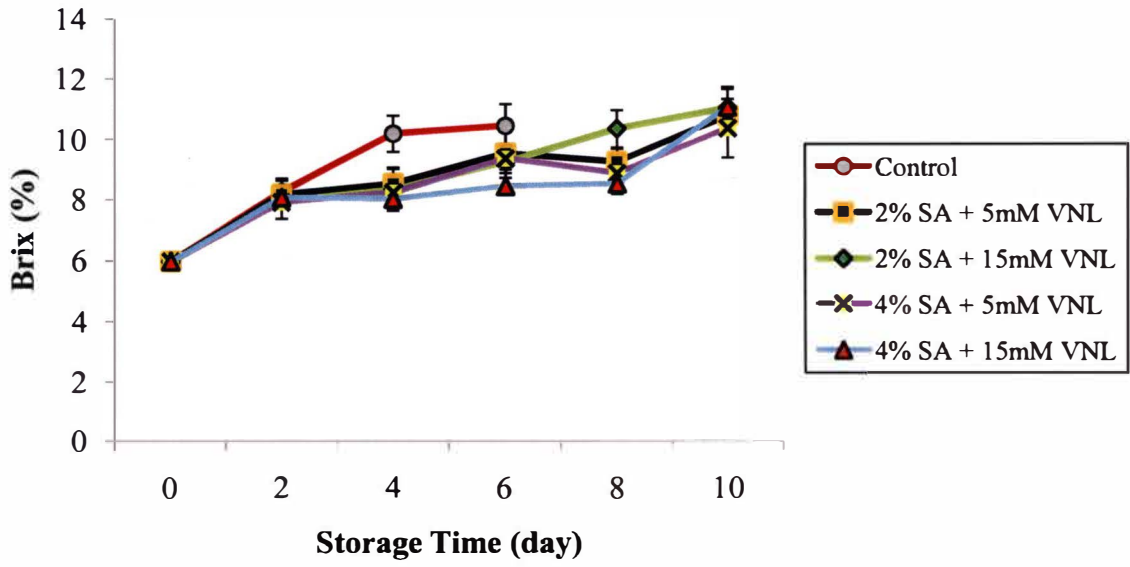 14
12
10
8
6
4
2
0
Brix (%)
0 2 4 6 8 10
Storage Time (day)
Control
2% SA + 5mM VNL
2% SA + 15mM VNL
4% SA + 5mM VNL
4% SA + 15mM VNL